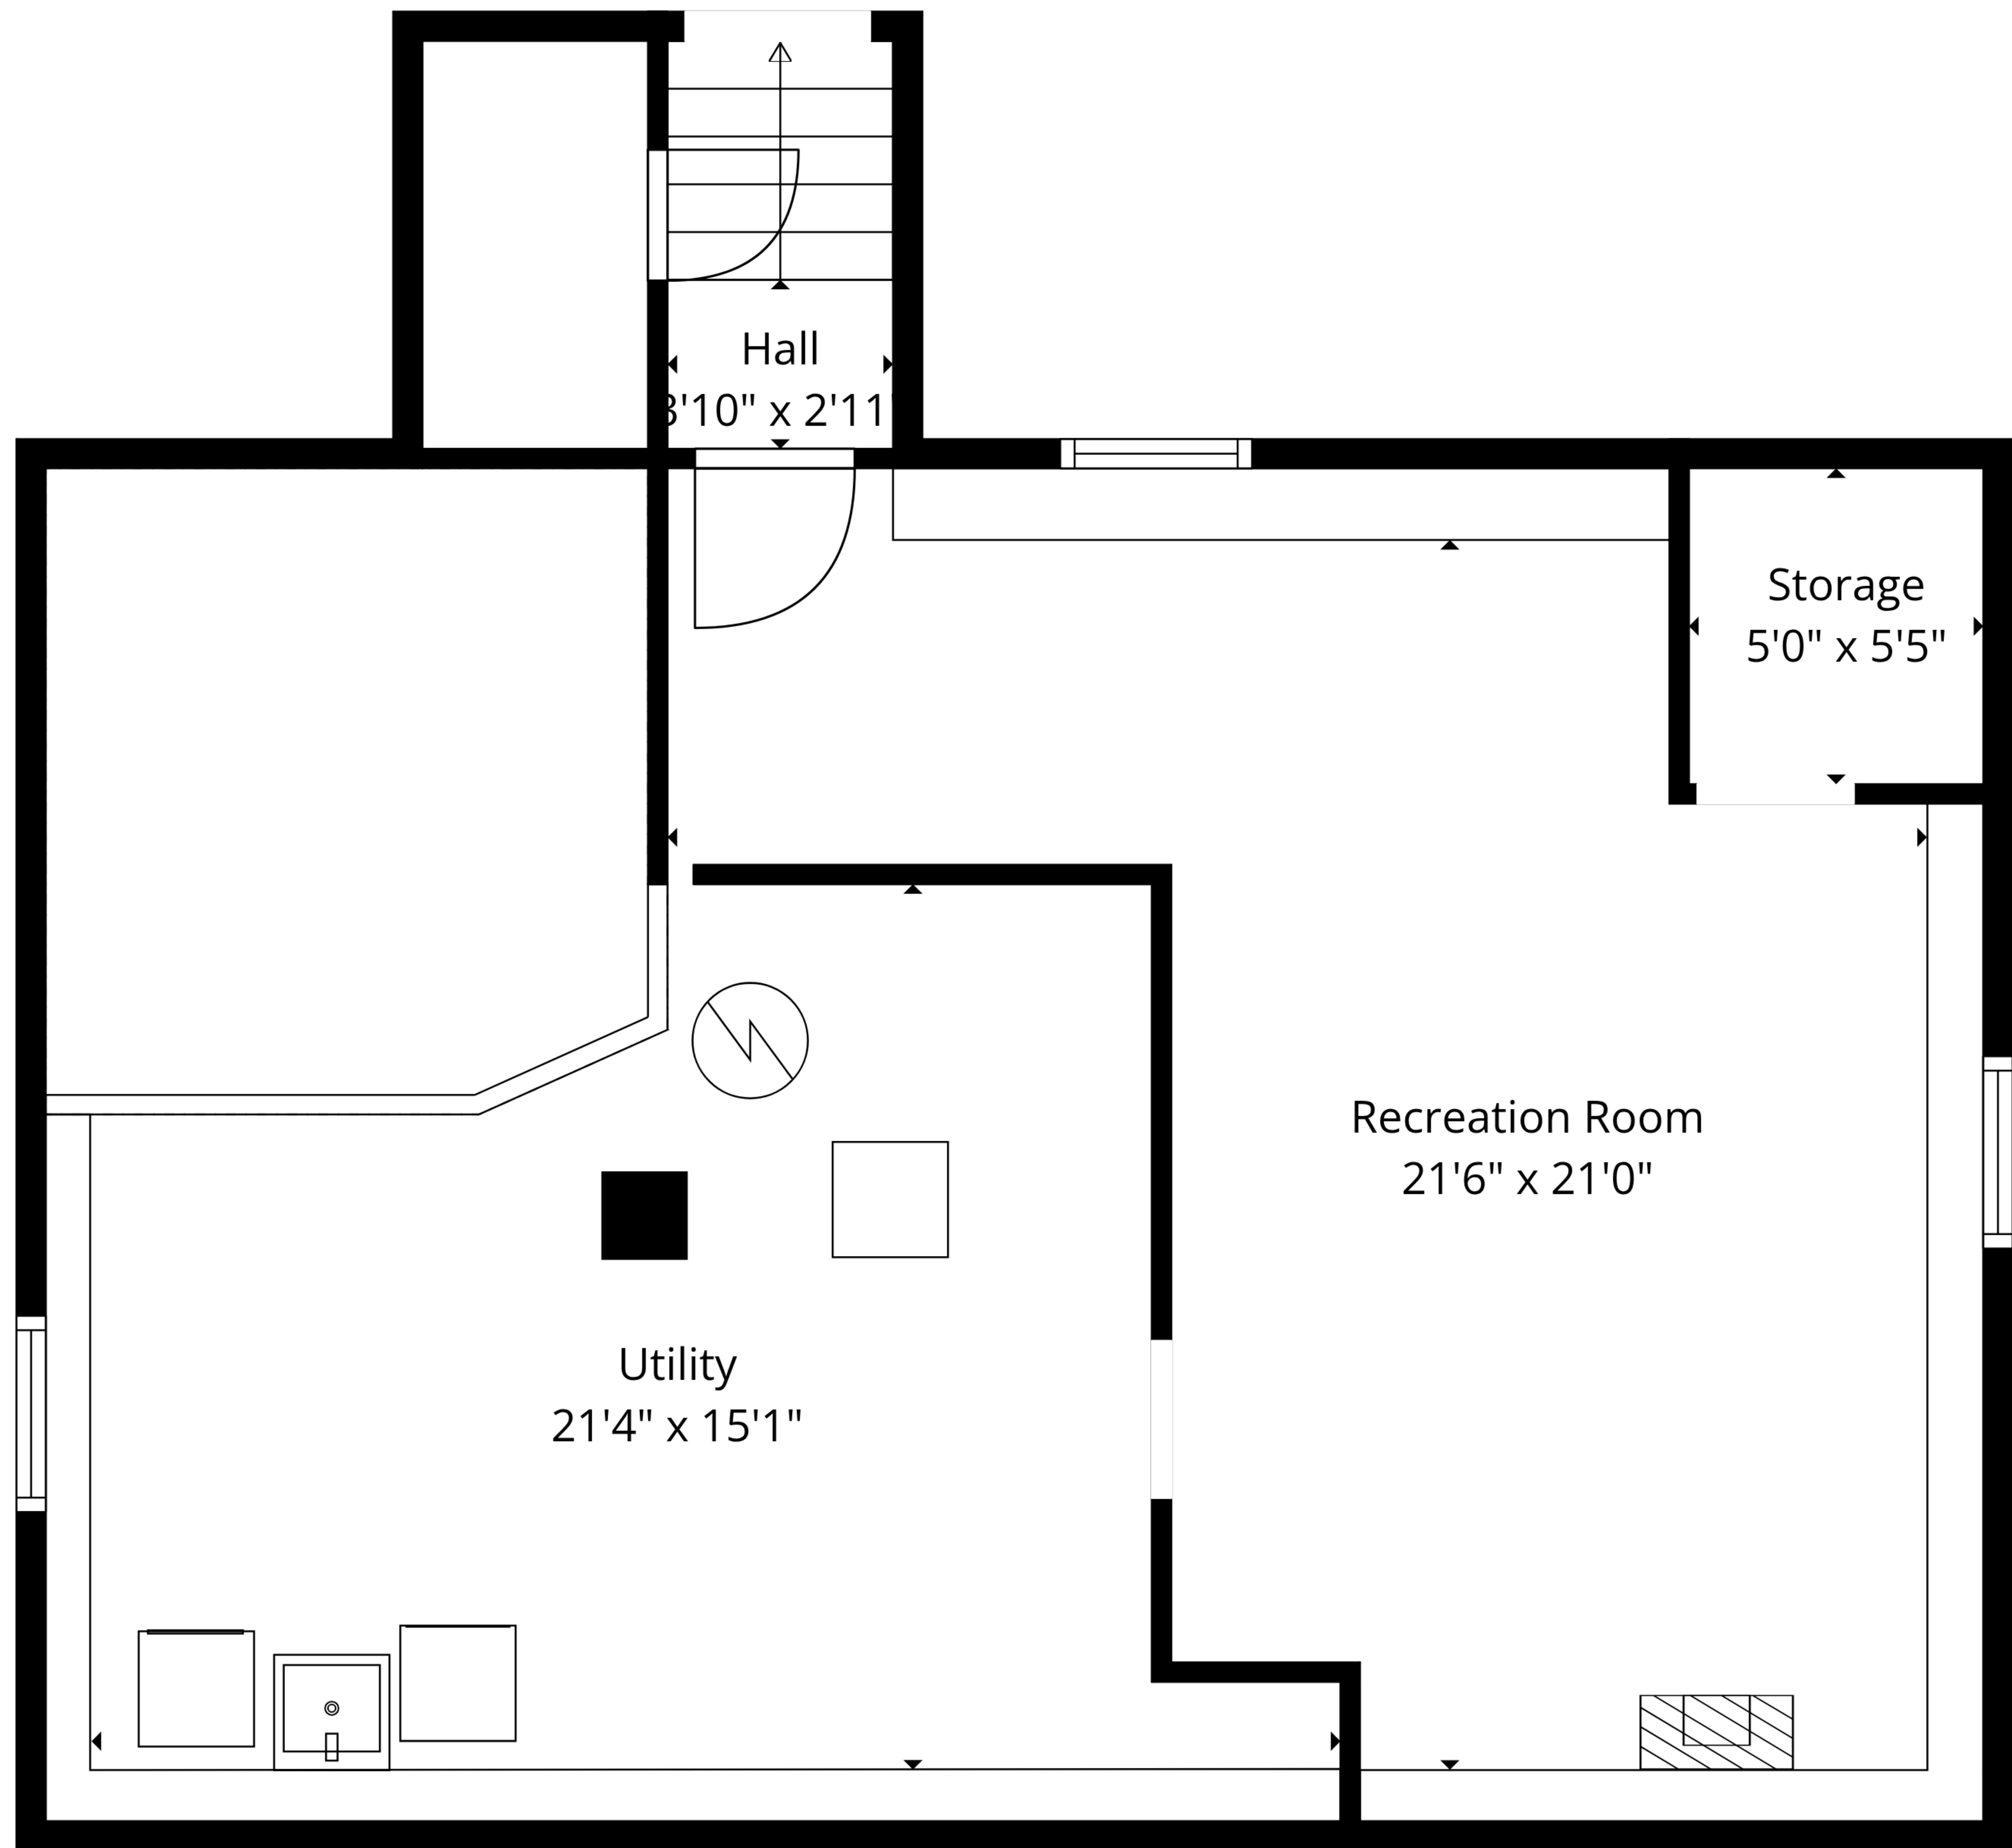 Hall
3'10" x 2'11"
Storage
5'0" x 5'5"
Recreation Room
21'6" x 21'0"
Utility
21'4" x 15'1"